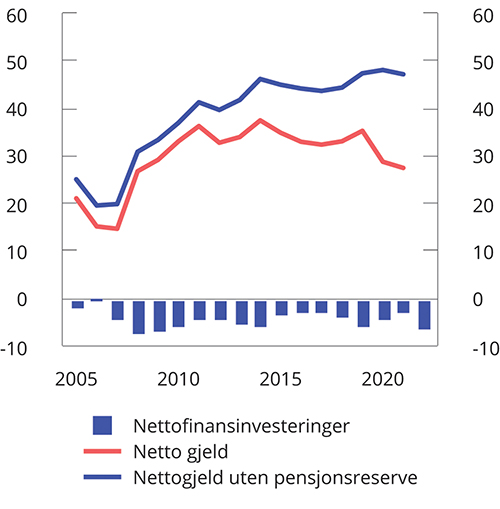 60 60
50 50
40 40
30 30
20 20
10 10
0 0
-10 -10
2005 2010 2015 2020
Nettofinansinvesteringer
Netto gjeld
Nettogjeld uten pensjonsreserve